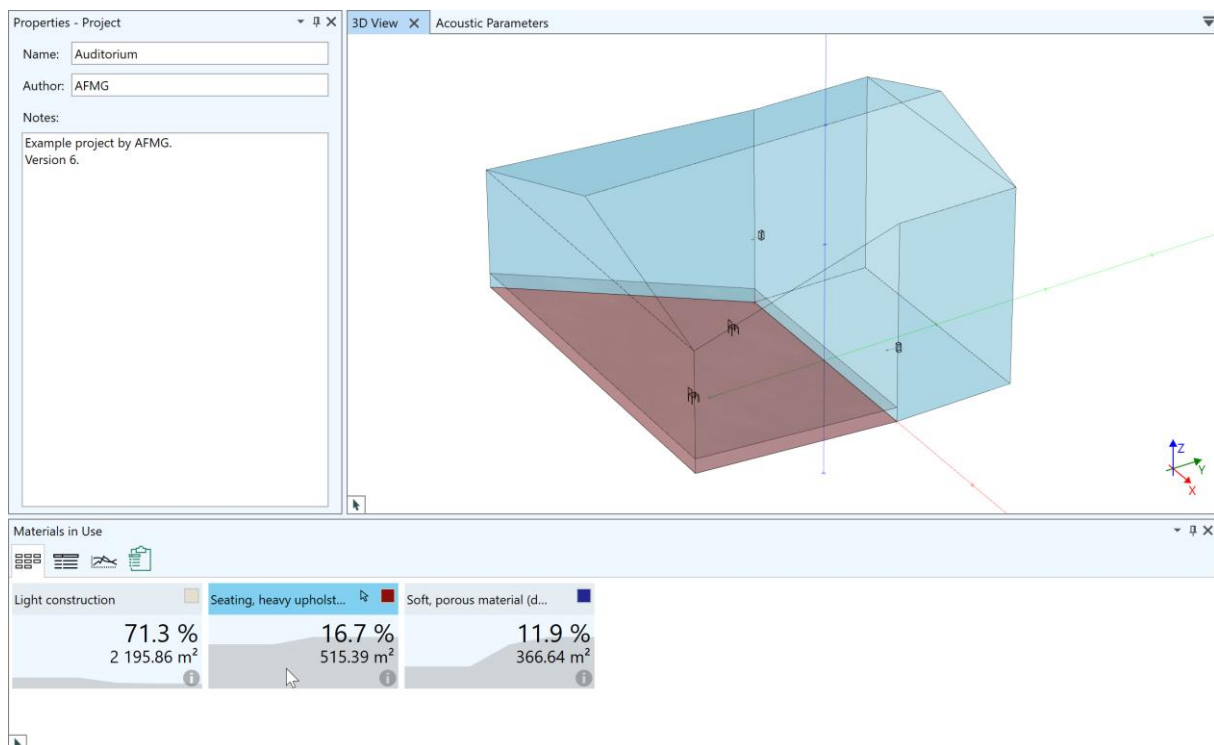 Properties - Project
Name: Auditorium
Author: AFMG
Notes:
Example project by AFMG.
Version 6.
3D View
Acoustic Parameters
Z
Y
X
Materials in Use
Light construction
71.3 %
2 195.86 m²
Seating, heavy upholst...
16.7 %
515.39 m²
Soft, porous material (d...
11.9 %
366.64 m²